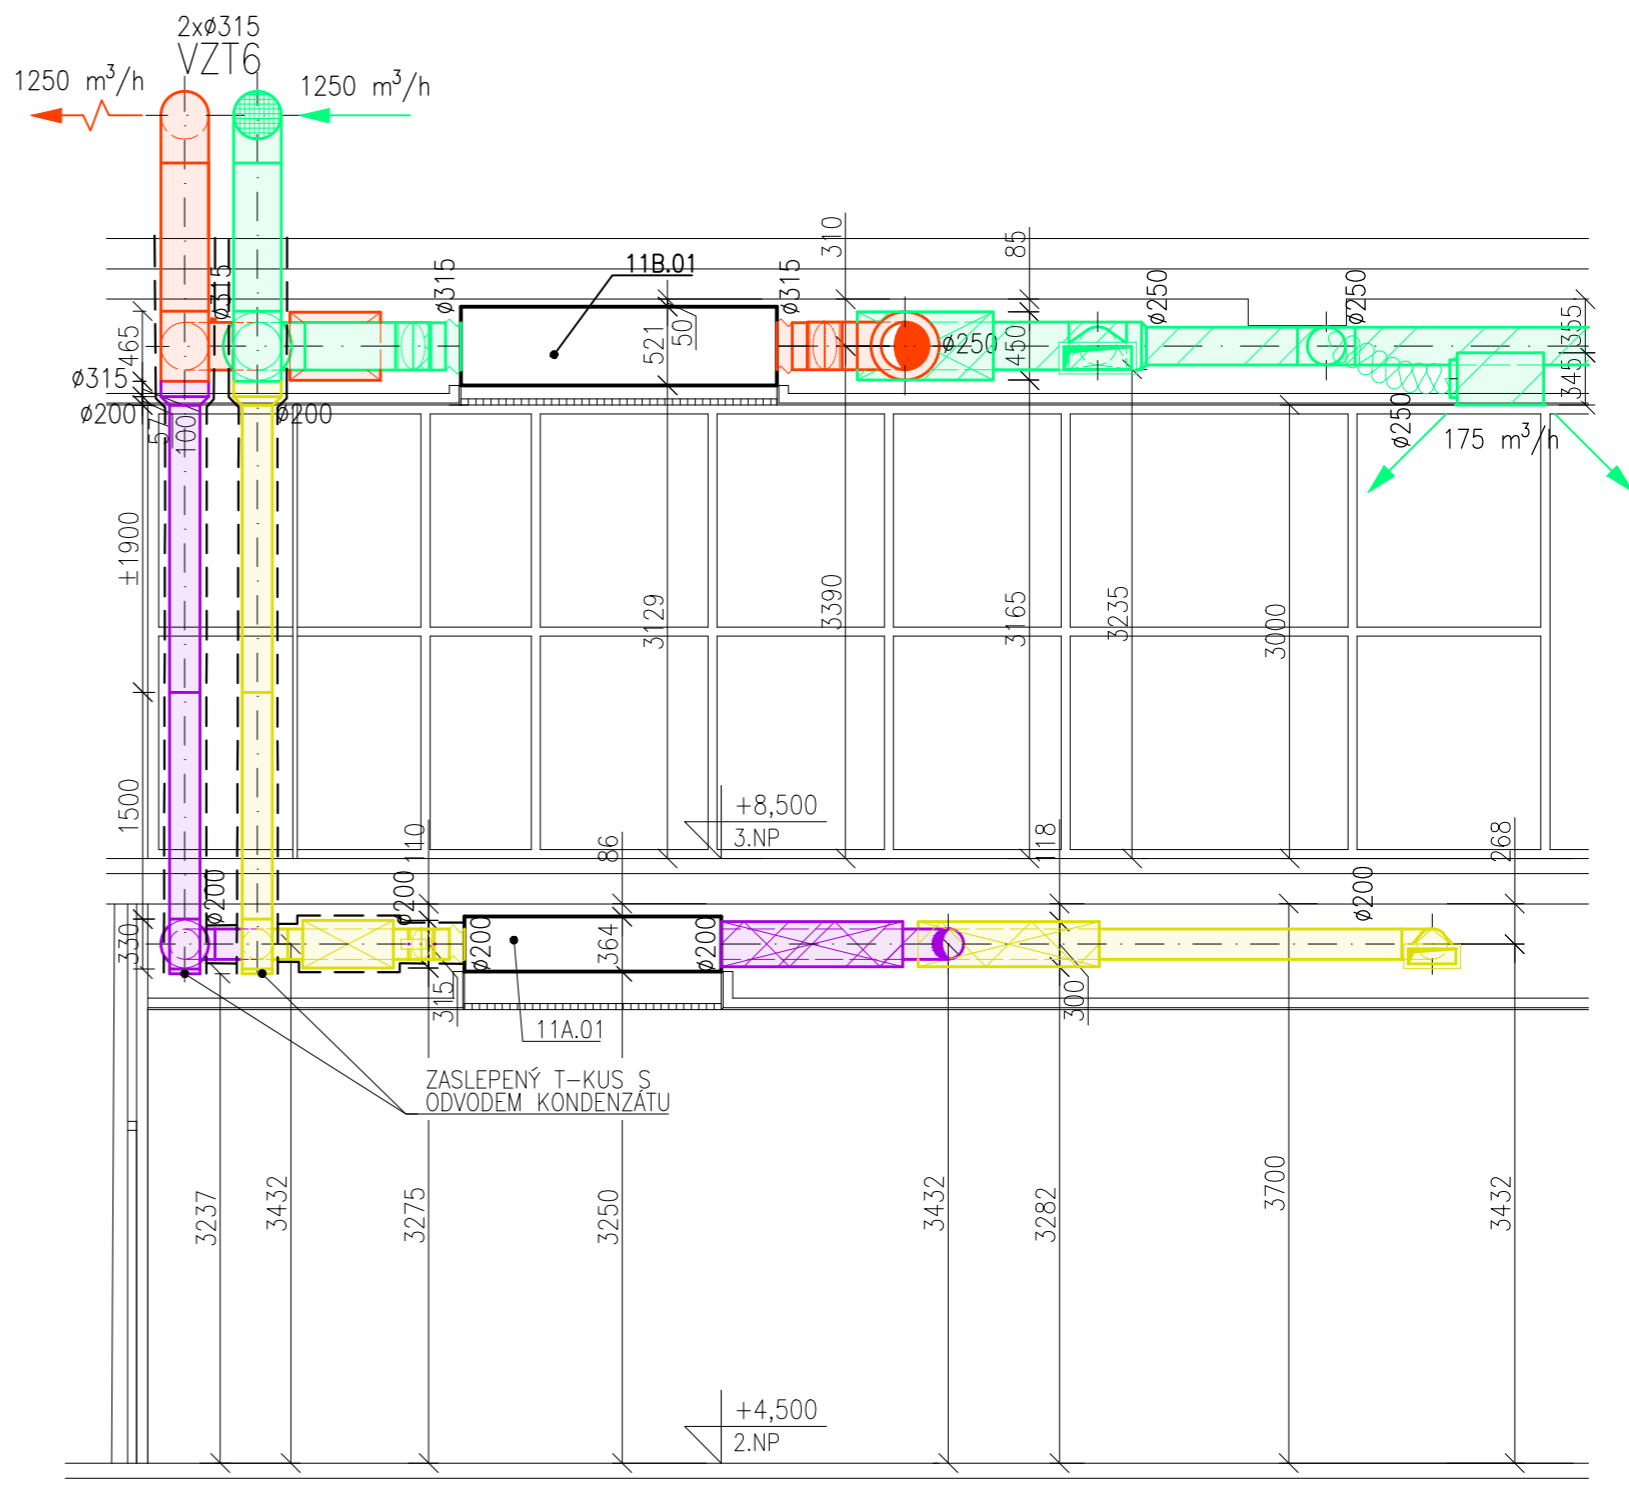 2xø315
VZT6
1250 m³/h
1250 m³/h
310
85
11B.01
ø315
ø315
ø315
ø250
ø250
465
521
50
450
ø250
355
345
ø315
ø200
ø200
57
100
ø250
175 m³/h
±1900
3129
3390
3165
3235
3000
1500
+8,500
3.NP
110
86
118
268
ø200
ø200
ø200
330
ø200
364
ø200
315
300
11A.01
ZASLEPENÝ T-KUS S
ODVODEM KONDENZÁTU
3237
3432
3275
3250
3432
3282
3700
3432
+4,500
2.NP